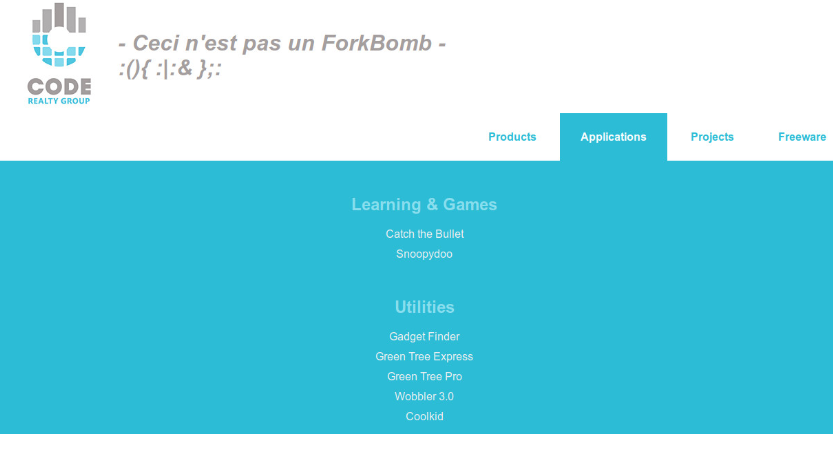 - Ceci n'est pas un ForkBomb -
:(){ :|:& };:
CODE
REALTY GROUP
Products
Applications
Projects
Freeware
Learning & Games
Catch the Bullet
Snoopydoo
Utilities
Gadget Finder
Green Tree Express
Green Tree Pro
Wobbler 3.0
Coolkid